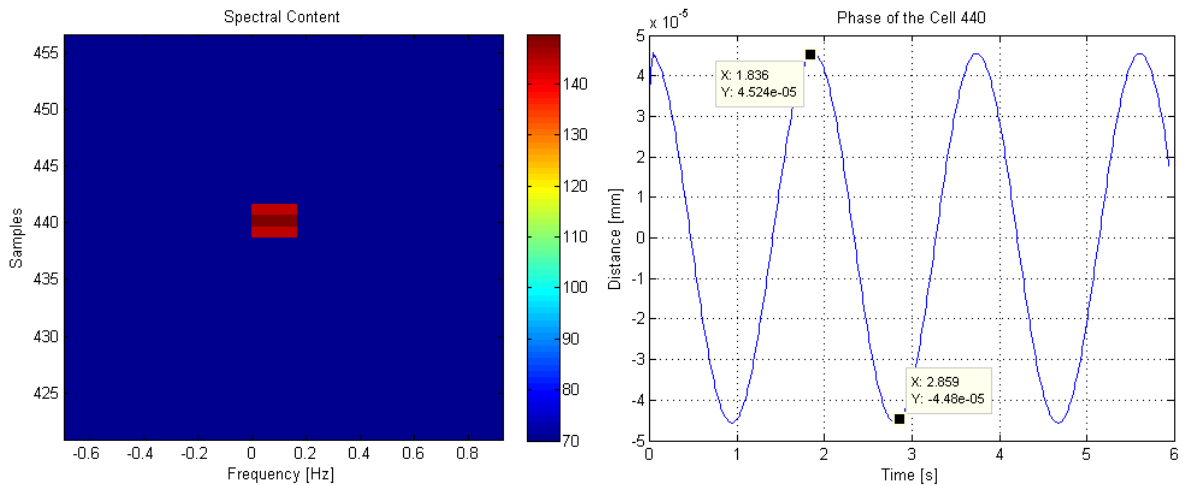 Spectral Content
455
450
445
440
435
430
425
Samples
-0.6 -0.4 -0.2 0 0.2 0.4 0.6 0.8
Frequency [Hz]
140
130
120
110
100
90
80
70
Phase of the Cell 440
x 10-5
5
4
3
2
1
0
-1
-2
-3
-4
-5
Distance [mm]
X: 1.836
Y: 4.524e-05
X: 2.859
Y: -4.48e-05
0 1 2 3 4 5 6
Time [s]